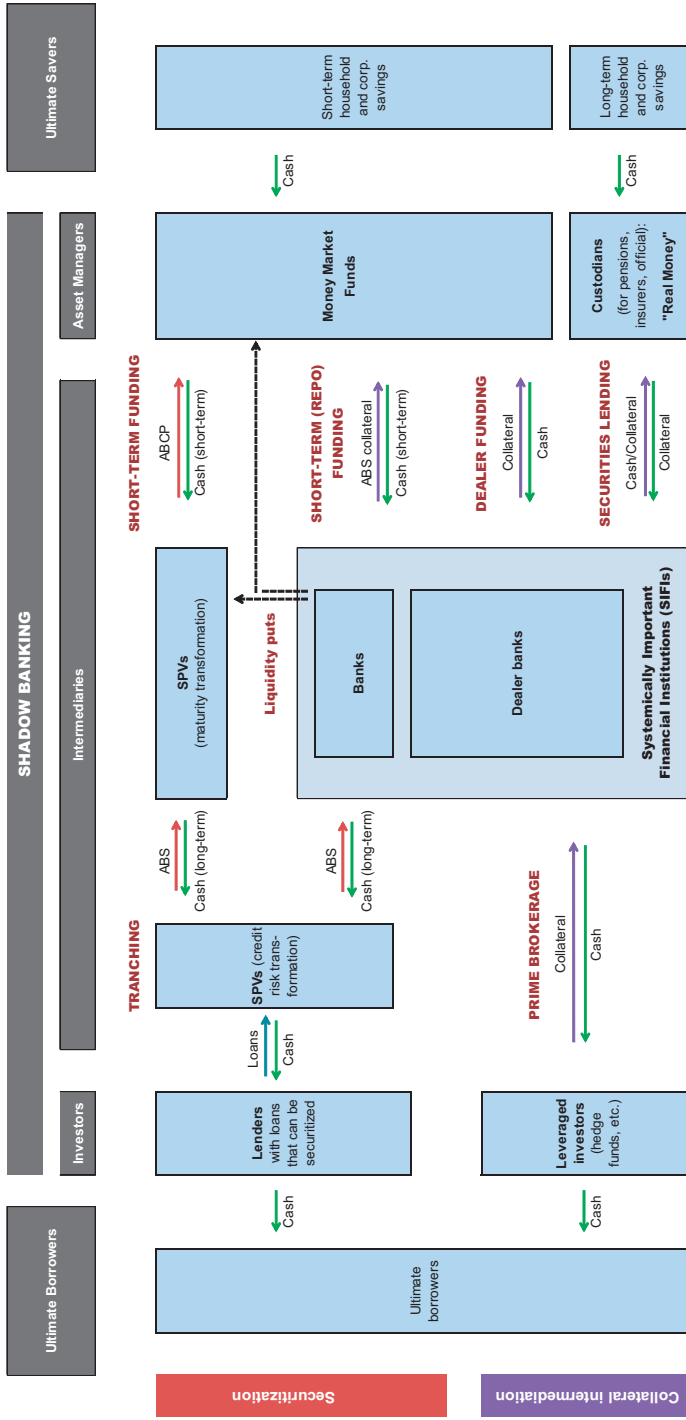 SHADOW BANKING
Ultimate Borrowers
Investors
Intermediaries
Asset Managers
Ultimate Savers
Securitization
Collateral intermediation
Ultimate
borrowers
Cash
Cash
Lenders
with loans
that can be
securitized
Leveraged
investors
(hedge
funds, etc.)
Loans
Cash
TRANCHING
SPVs (credit
risk trans-
formation)
ABS
Cash (long-term)
ABS
Cash (long-term)
PRIME BROKERAGE
Collateral
Cash
SPVs
(maturity transformation)
Liquidity puts
Banks
Dealer banks
Systemically Important
Financial Institutions (SIFIs)
SHORT-TERM FUNDING
ABCP
Cash (short-term)
SHORT-TERM (REPO)
FUNDING
ABS collateral
Cash (short-term)
DEALER FUNDING
Collateral
Cash
SECURITIES LENDING
Cash/Collateral
Collateral
Money Market
Funds
Custodians
(for pensions,
insurers, official):
"Real Money"
Cash
Cash
Short-term
household
and corp.
savings
Long-term
household
and corp.
savings